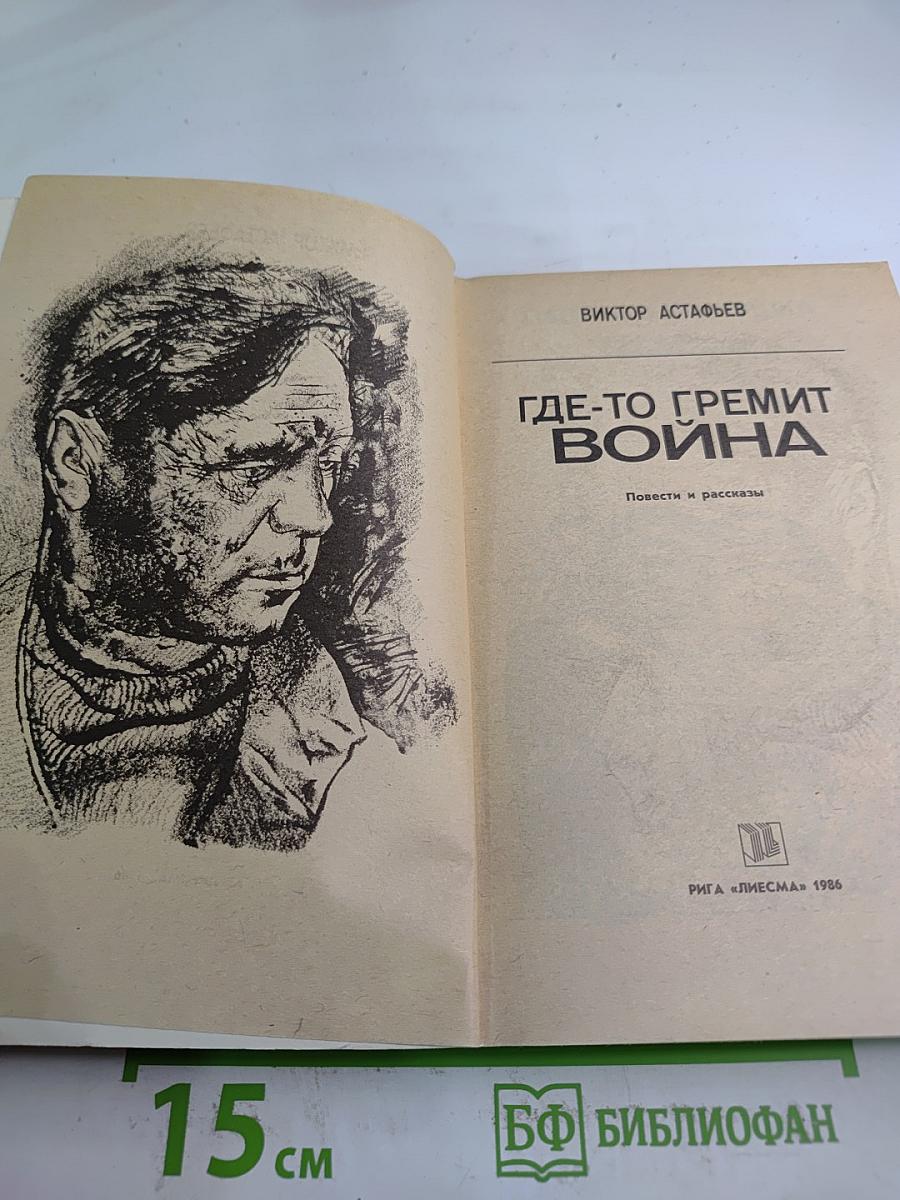 ВИКТОР АСТАФЬЕВ
ГДЕ-ТО ГРЕМИТ
ВОЙНА
Повести и рассказы
РИГА «ЛИЕСМА» 1986
15 см
БФ БИБЛИОФАН